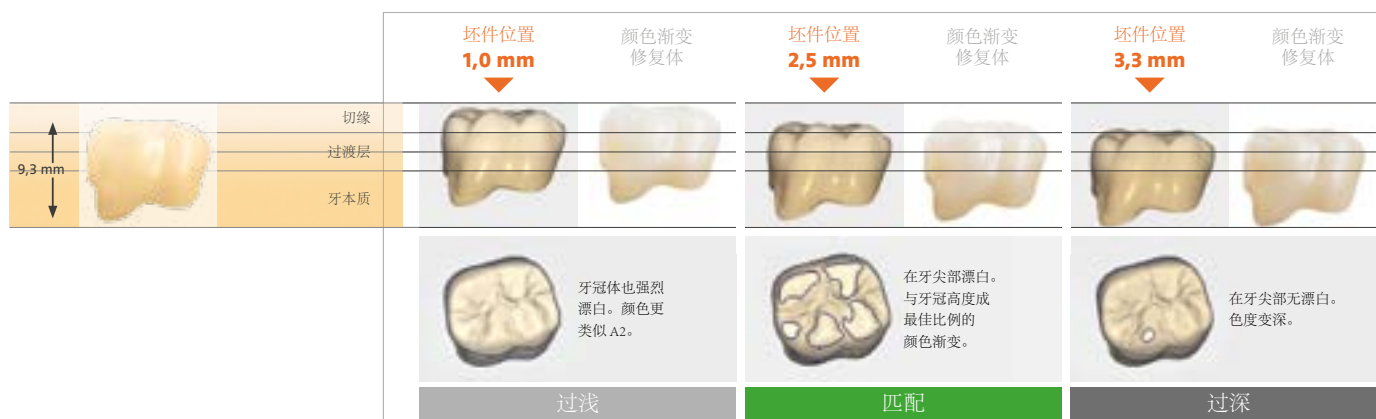 坯件位置
1,0 mm
颜色渐变
修复体
坯件位置
2,5 mm
颜色渐变
修复体
坯件位置
3,3 mm
颜色渐变
修复体
切缘
过渡层
9,3 mm
牙本质
牙冠体也强烈
漂白。颜色更
类似 A2。
在牙尖部漂白。
与牙冠高度成
最佳比例的
颜色渐变。
在牙尖部无漂白。
色度变深。
过浅
匹配
过深